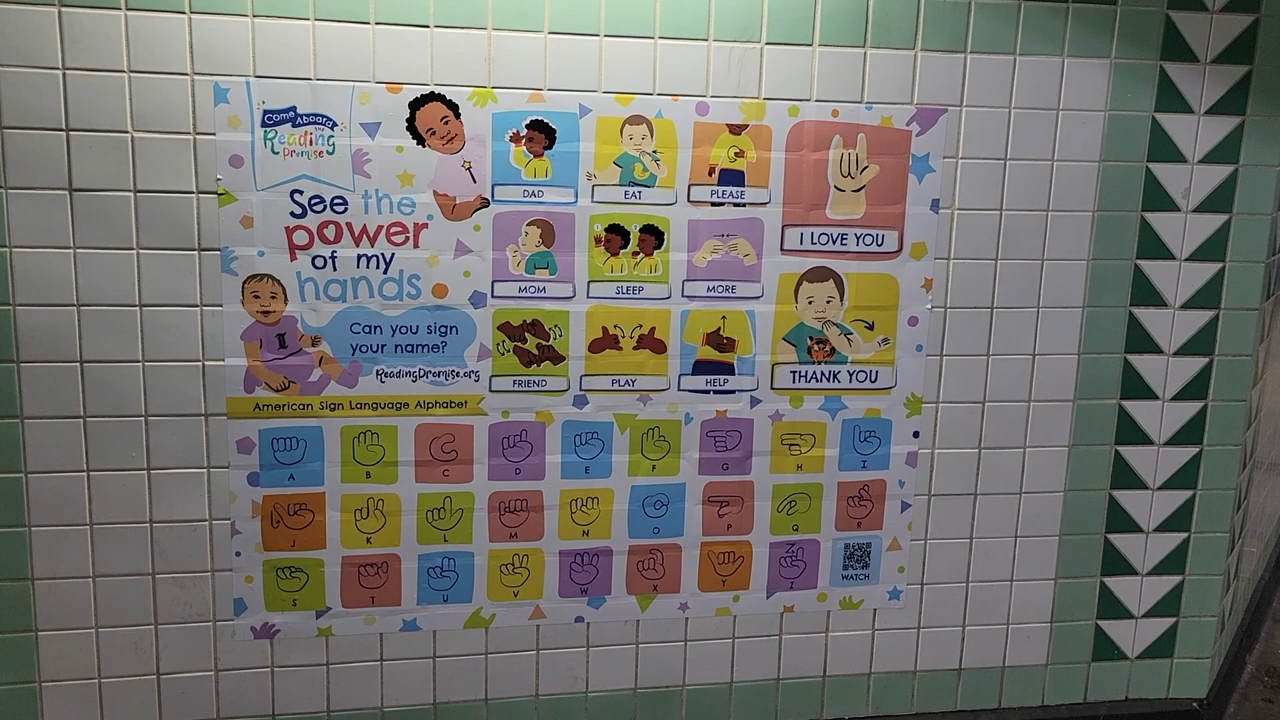 Come Aboard
the
Reading
Promise
See the
power
of my
hands
Can you sign
your name?
ReadingPromise.org
DAD
EAT
PLEASE
I LOVE YOU
MOM
SLEEP
MORE
FRIEND
PLAY
HELP
THANK YOU
American Sign Language Alphabet
A B C D E F G H I
J K L M N O P Q R
S T U V W X Y Z WATCH